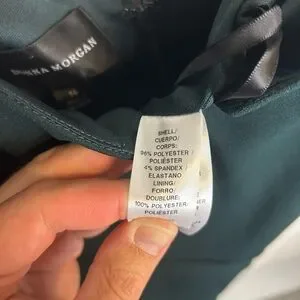 DONNA MORGAN
SHELL/
CUERPO/
CORPS:
96% POLYESTER/
POLIÉSTER
4% SPANDEX/
ELASTANO
LINING/
FORRO/
DOUBLURE:
100% POLYESTER/
POLIÉSTER